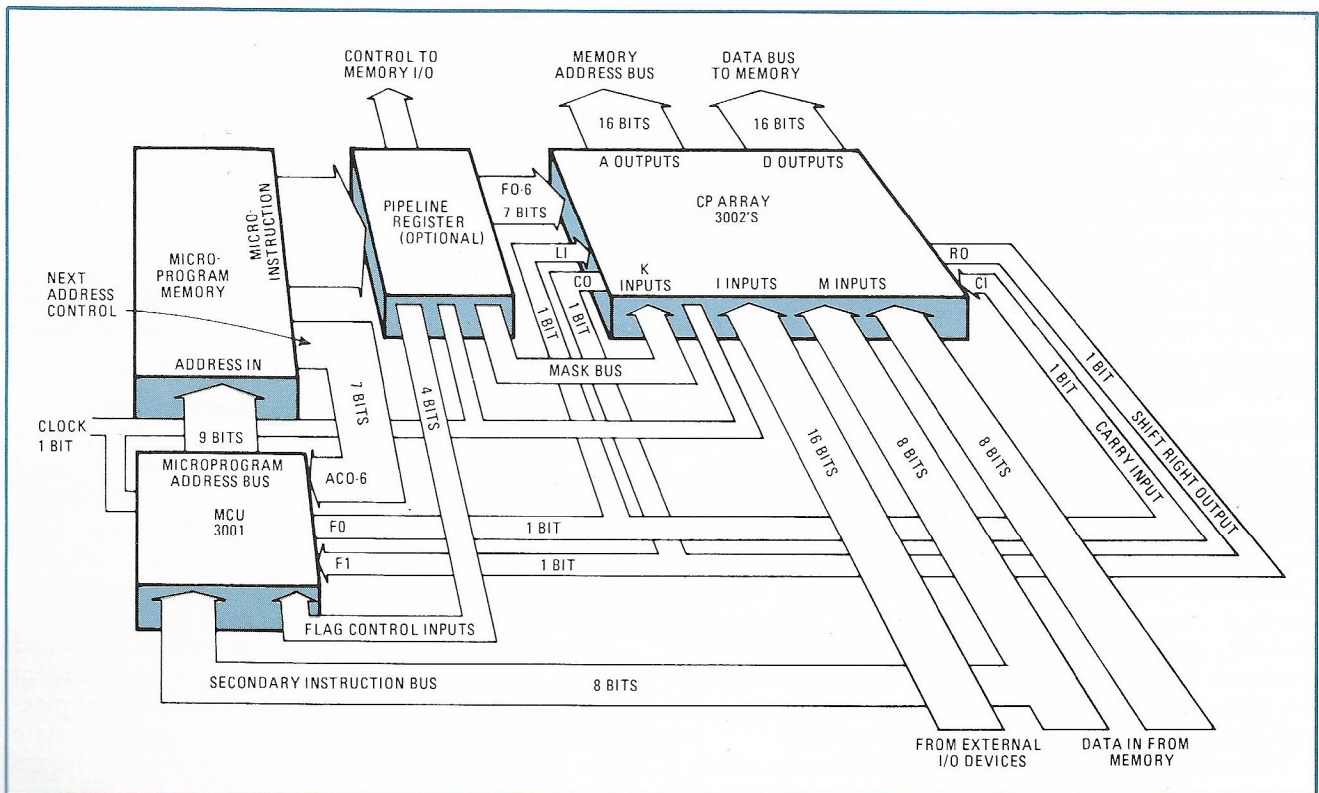 CONTROL TO
MEMORY I/O
MEMORY
ADDRESS BUS
DATA BUS
TO MEMORY
16 BITS
16 BITS
A OUTPUTS
D OUTPUTS
CP ARRAY
3002'S
MICRO-
INSTRUCTION
PIPELINE
REGISTER
(OPTIONAL)
FO-6
7 BITS
MICRO-
PROGRAM
MEMORY
NEXT
ADDRESS
CONTROL
LI
CO
K
INPUTS
I INPUTS
M INPUTS
RO
CI
ADDRESS IN
1 BIT
1 BIT
MASK BUS
7 BITS
4 BITS
1 BIT
1 BIT
SHIFT RIGHT OUTPUT
CARRY INPUT
CLOCK
1 BIT
9 BITS
16 BITS
8 BITS
8 BITS
MICROPROGRAM
ADDRESS BUS
ACO-6
MCU
3001
FO
1 BIT
F1
1 BIT
FLAG CONTROL INPUTS
SECONDARY INSTRUCTION BUS
8 BITS
FROM EXTERNAL
I/O DEVICES
DATA IN FROM
MEMORY